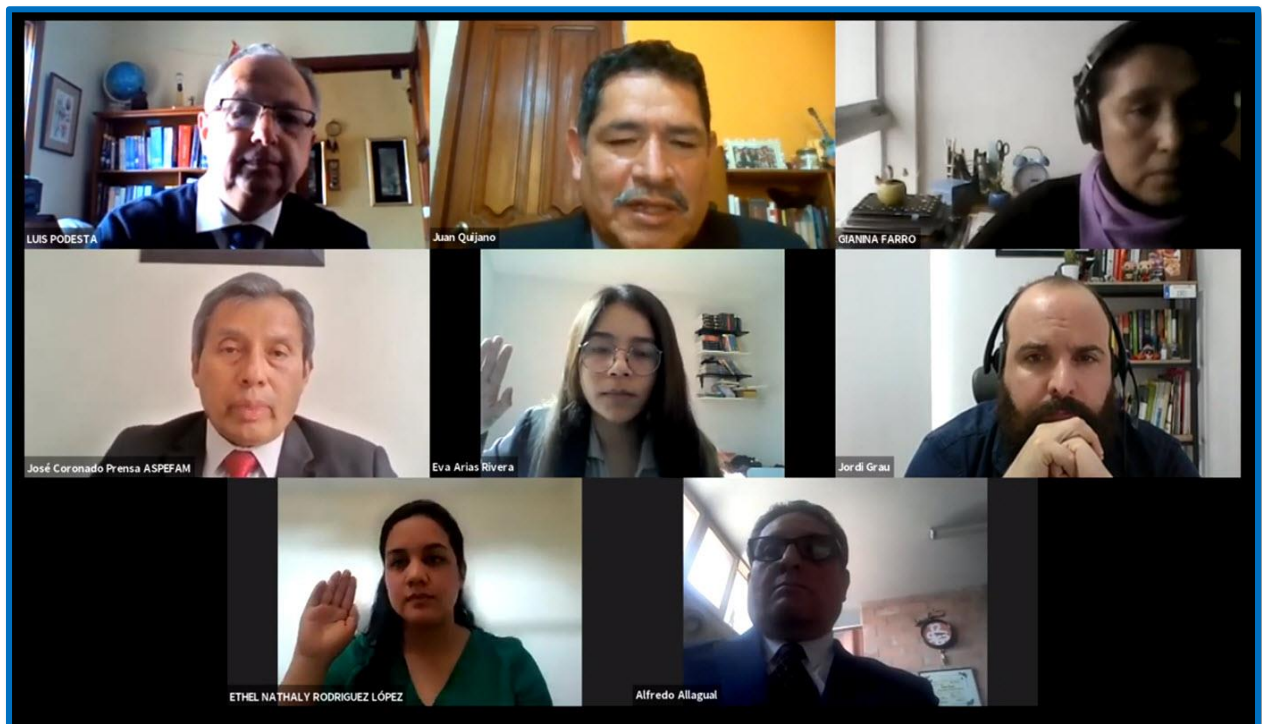 LUIS PODESTA
Juan Quijano
GIANINA FARRO
José Coronado Prensa ASPEFAM
Eva Arias Rivera
Jordi Grau
ETHEL NATHALY RODRIGUEZ LÓPEZ
Alfredo Allagual